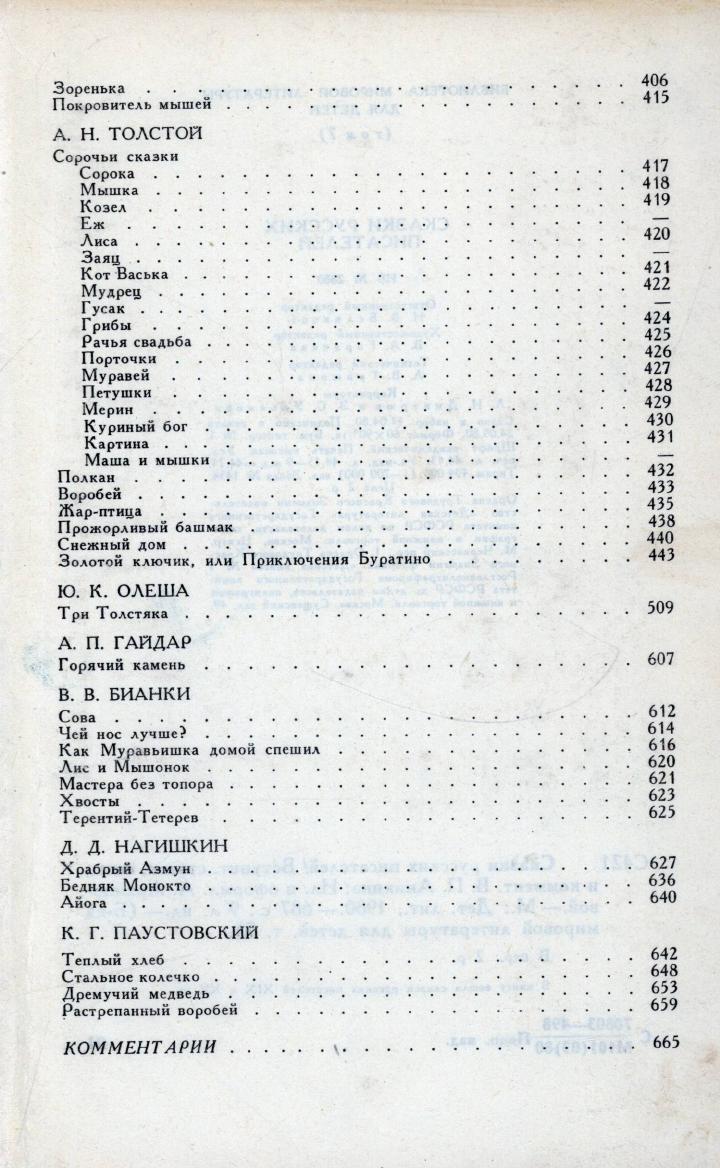 Зоренька . . . 406
Покровитель мышей . . . 415
А. Н. ТОЛСТОЙ
Сорочьи сказки
Сорока . . . 417
Мышка . . . 418
Козел . . . 419
Еж . . . —
Лиса . . . 420
Заяц . . . —
Кот Васька . . . 421
Мудрец . . . 422
Гусак . . . —
Грибы . . . 424
Рачья свадьба . . . 425
Порточки . . . 426
Муравей . . . 427
Петушки . . . 428
Мерин . . . 429
Куриный бог . . . 430
Картина . . . 431
Маша и мышки . . . —
Полкан . . . 432
Воробей . . . 433
Жар-птица . . . 435
Прожорливый башмак . . . 438
Снежный дом . . . 440
Золотой ключик, или Приключения Буратино . . . 443
Ю. К. ОЛЕША
Три Толстяка . . . 509
А. П. ГАЙДАР
Горячий камень . . . 607
В. В. БИАНКИ
Сова . . . 612
Чей нос лучше? . . . 614
Как Муравьишка домой спешил . . . 616
Лис и Мышонок . . . 620
Мастера без топора . . . 621
Хвосты . . . 623
Терентий-Тетерев . . . 625
Д. Д. НАГИШКИН
Храбрый Азмун . . . 627
Бедняк Монокто . . . 636
Айога . . . 640
К. Г. ПАУСТОВСКИЙ
Теплый хлеб . . . 642
Стальное колечко . . . 648
Дремучий медведь . . . 653
Растрепанный воробей . . . 659
КОММЕНТАРИИ . . . 665